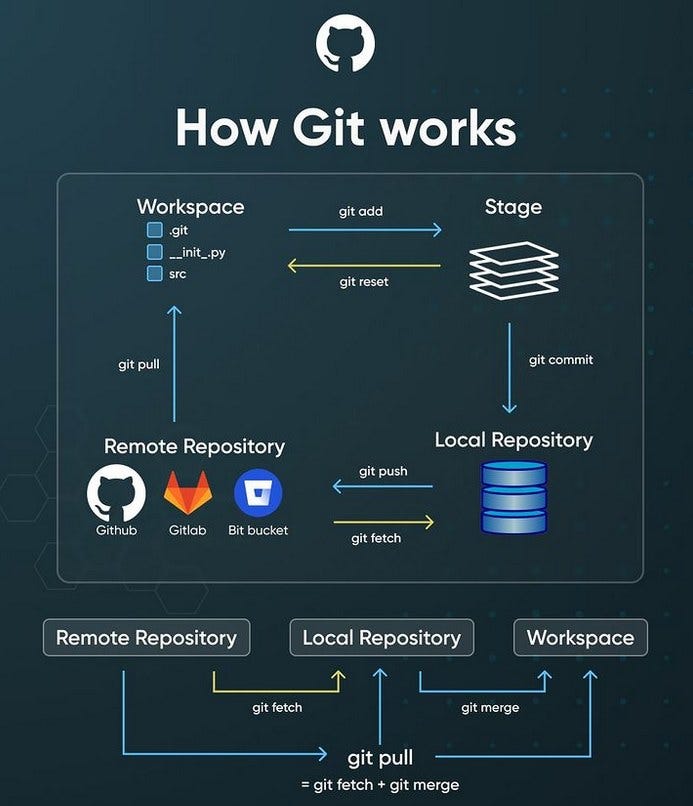 How Git works
Workspace
.git
__init_.py
src
git add
git reset
Stage
git pull
git commit
Remote Repository
Github
Gitlab
Bit bucket
git push
git fetch
Local Repository
Remote Repository
Local Repository
Workspace
git fetch
git merge
git pull
= git fetch + git merge